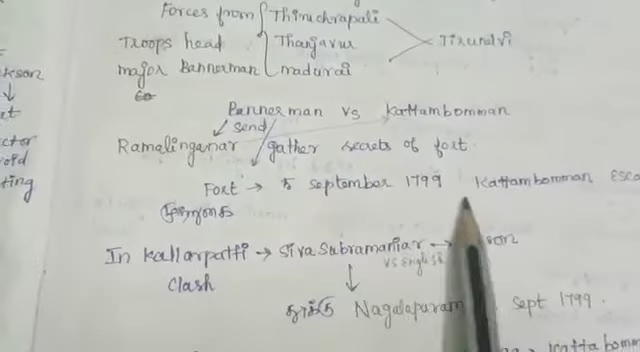 Forces from { Thiruchrapali
Troops head Thanjavur Tirunelvi
major Bannerman madurai
Bannerman vs Kattambomman
send
Ramalinganar gather secrets of fort.
Fort → 5 september 1799 Kattambomman Esca
முற்றுகை
In Kallarpatti → Siva Subramaniar
clash vs English
தூக்கு Nagalapuram Sept 1799.